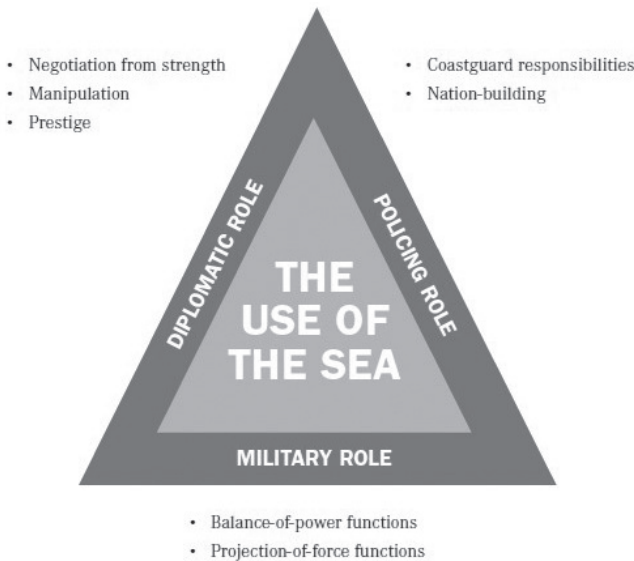 • Negotiation from strength
• Manipulation
• Prestige
• Coastguard responsibilities
• Nation-building
DIPLOMATIC ROLE
POLICING ROLE
THE
USE OF
THE SEA
MILITARY ROLE
• Balance-of-power functions
• Projection-of-force functions